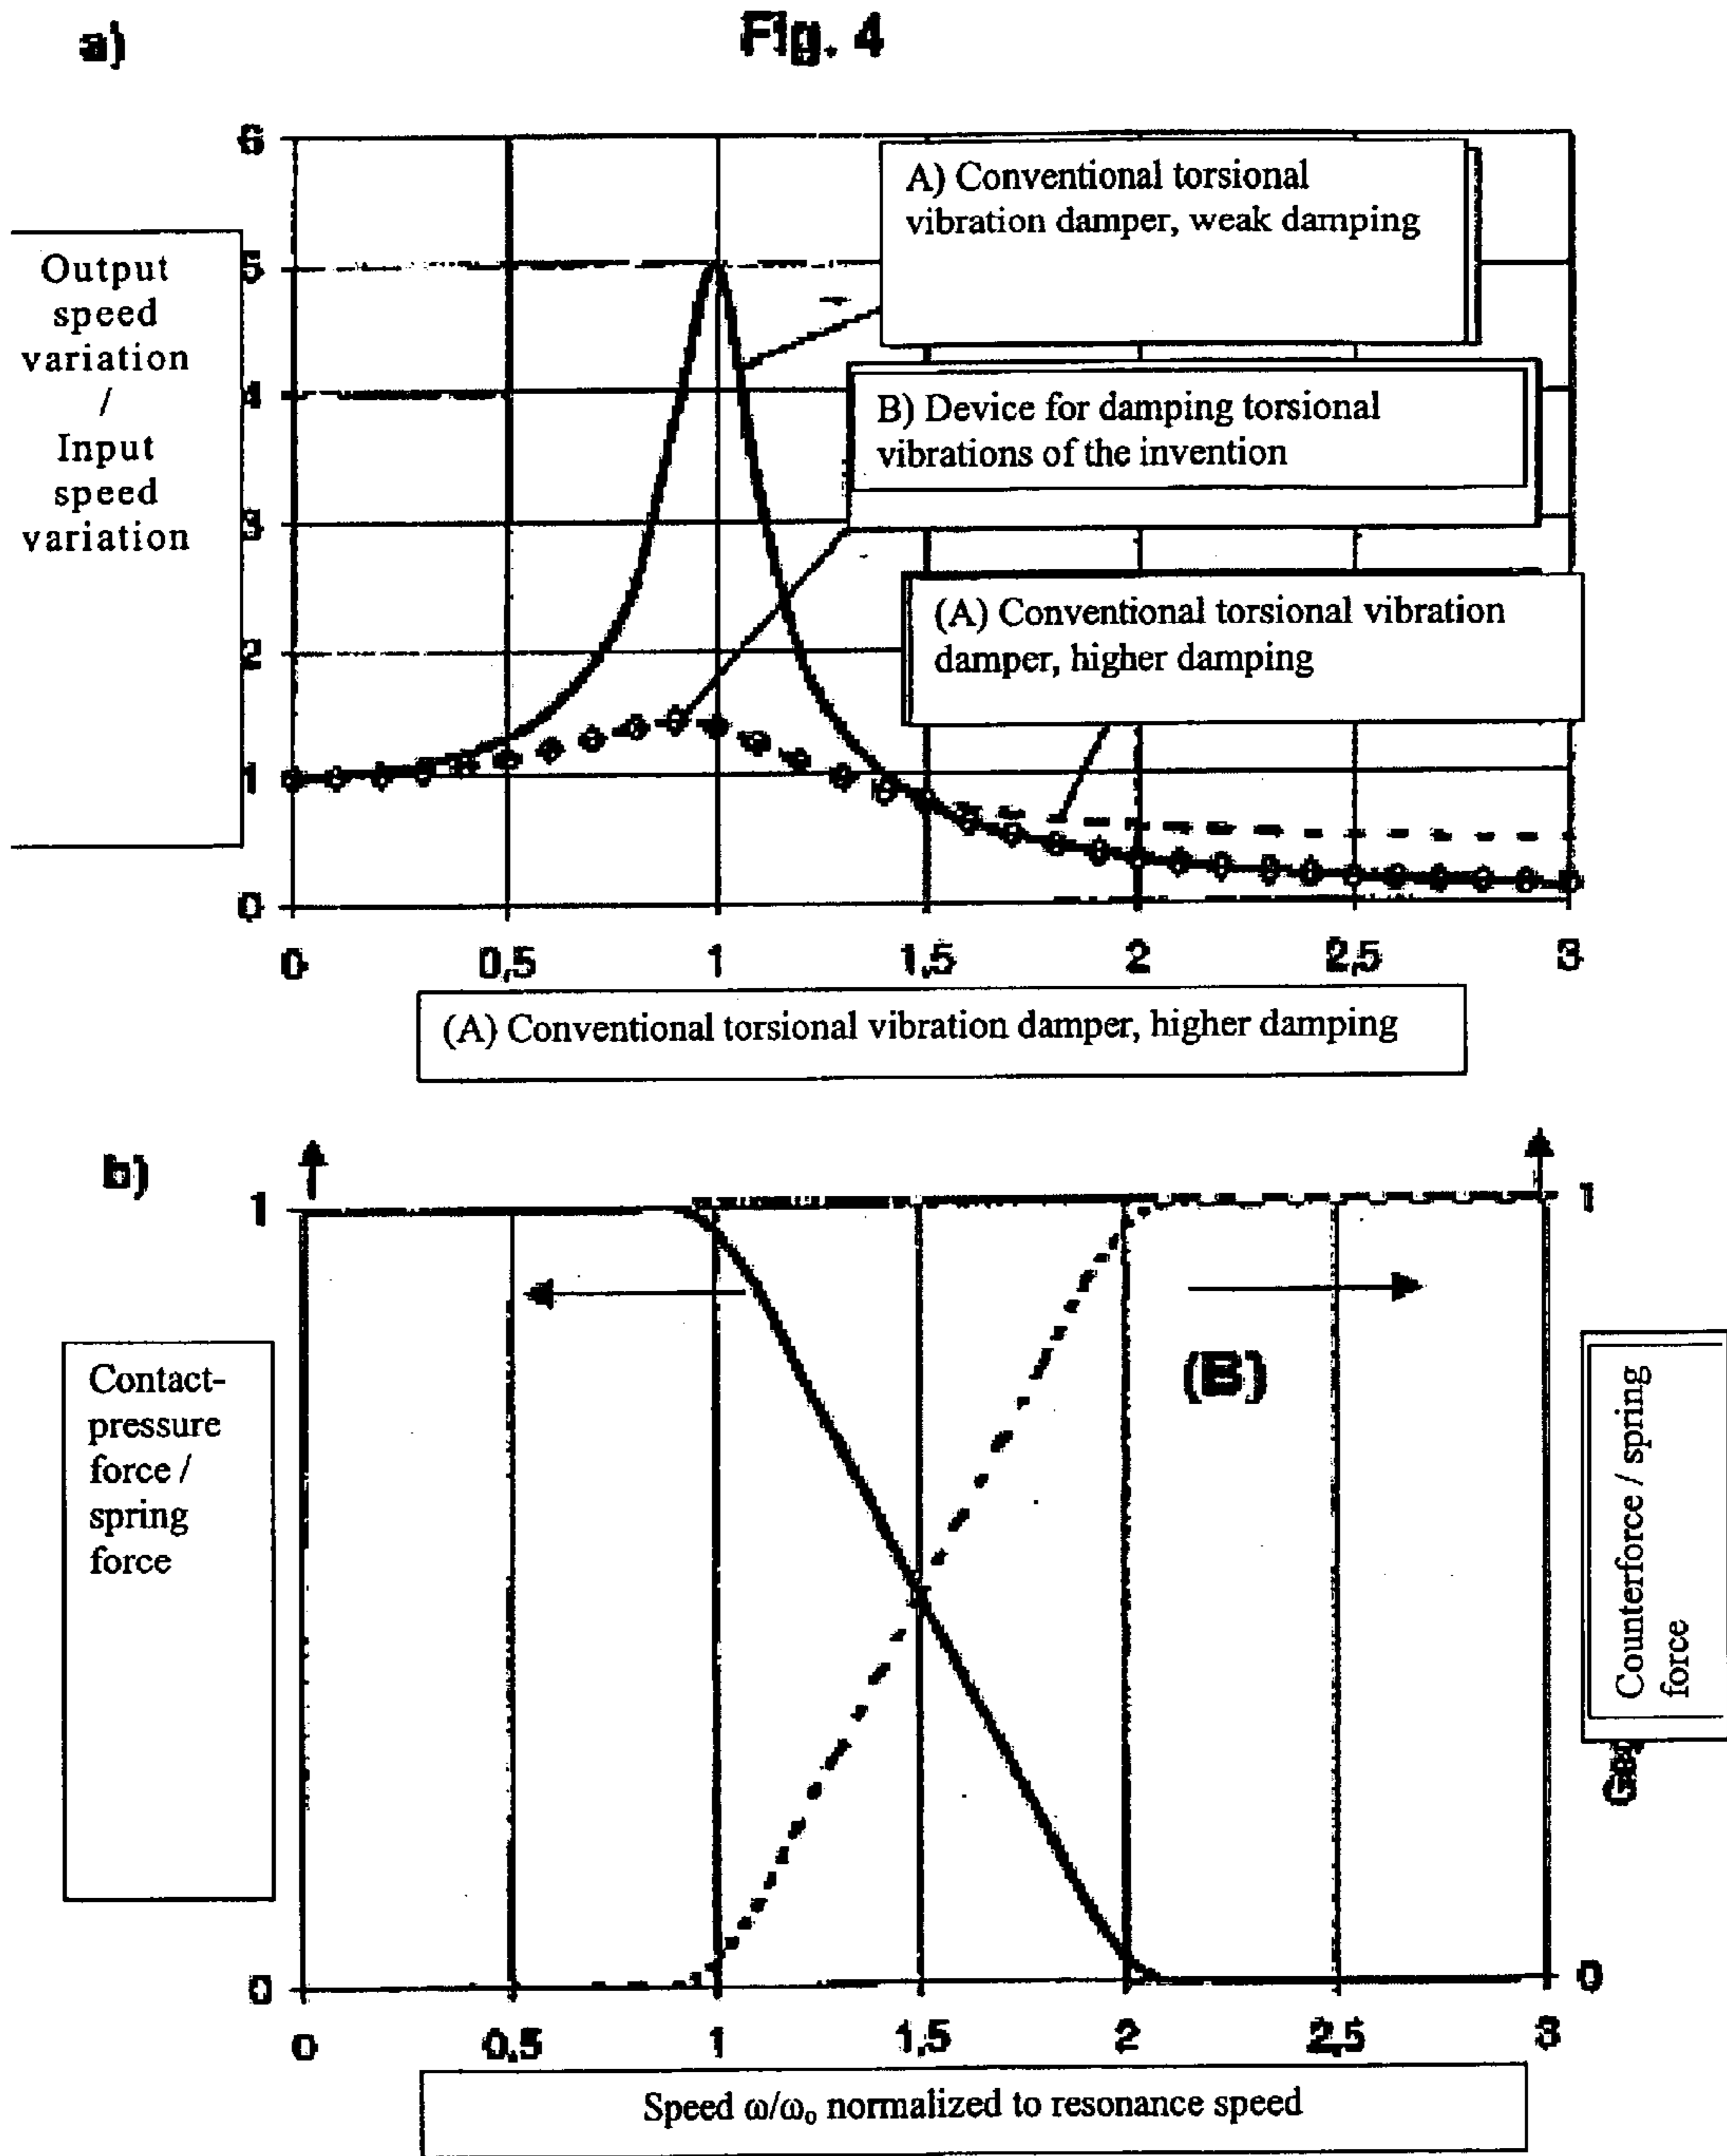 Fig. 4
a)
6
5
4
3
2
1
0
Output
speed
variation
/
Input
speed
variation
A) Conventional torsional
vibration damper, weak damping
B) Device for damping torsional
vibrations of the invention
(A) Conventional torsional vibration
damper, higher damping
0
0,5
1
1,5
2
2,5
3
(A) Conventional torsional vibration damper, higher damping
b)
1
0
Contact-
pressure
force /
spring
force
(B)
1
0
Counterforce / spring
force
0
0,5
1
1,5
2
2,5
3
Speed ω/ω₀ normalized to resonance speed